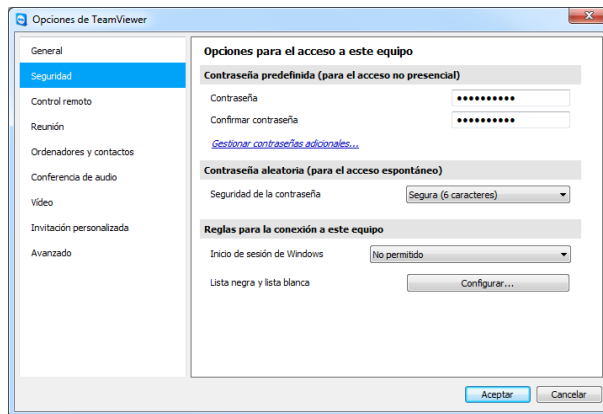 Opciones de TeamViewer
General
Seguridad
Control remoto
Reunión
Ordenadores y contactos
Conferencia de audio
Vídeo
Invitación personalizada
Avanzado
Opciones para el acceso a este equipo
Contraseña predefinida (para el acceso no presencial)
Contraseña ••••••••••
Confirmar contraseña ••••••••••
Gestionar contraseñas adicionales...
Contraseña aleatoria (para el acceso espontáneo)
Seguridad de la contraseña Segura (6 caracteres)
Reglas para la conexión a este equipo
Inicio de sesión de Windows No permitido
Lista negra y lista blanca Configurar...
Aceptar Cancelar